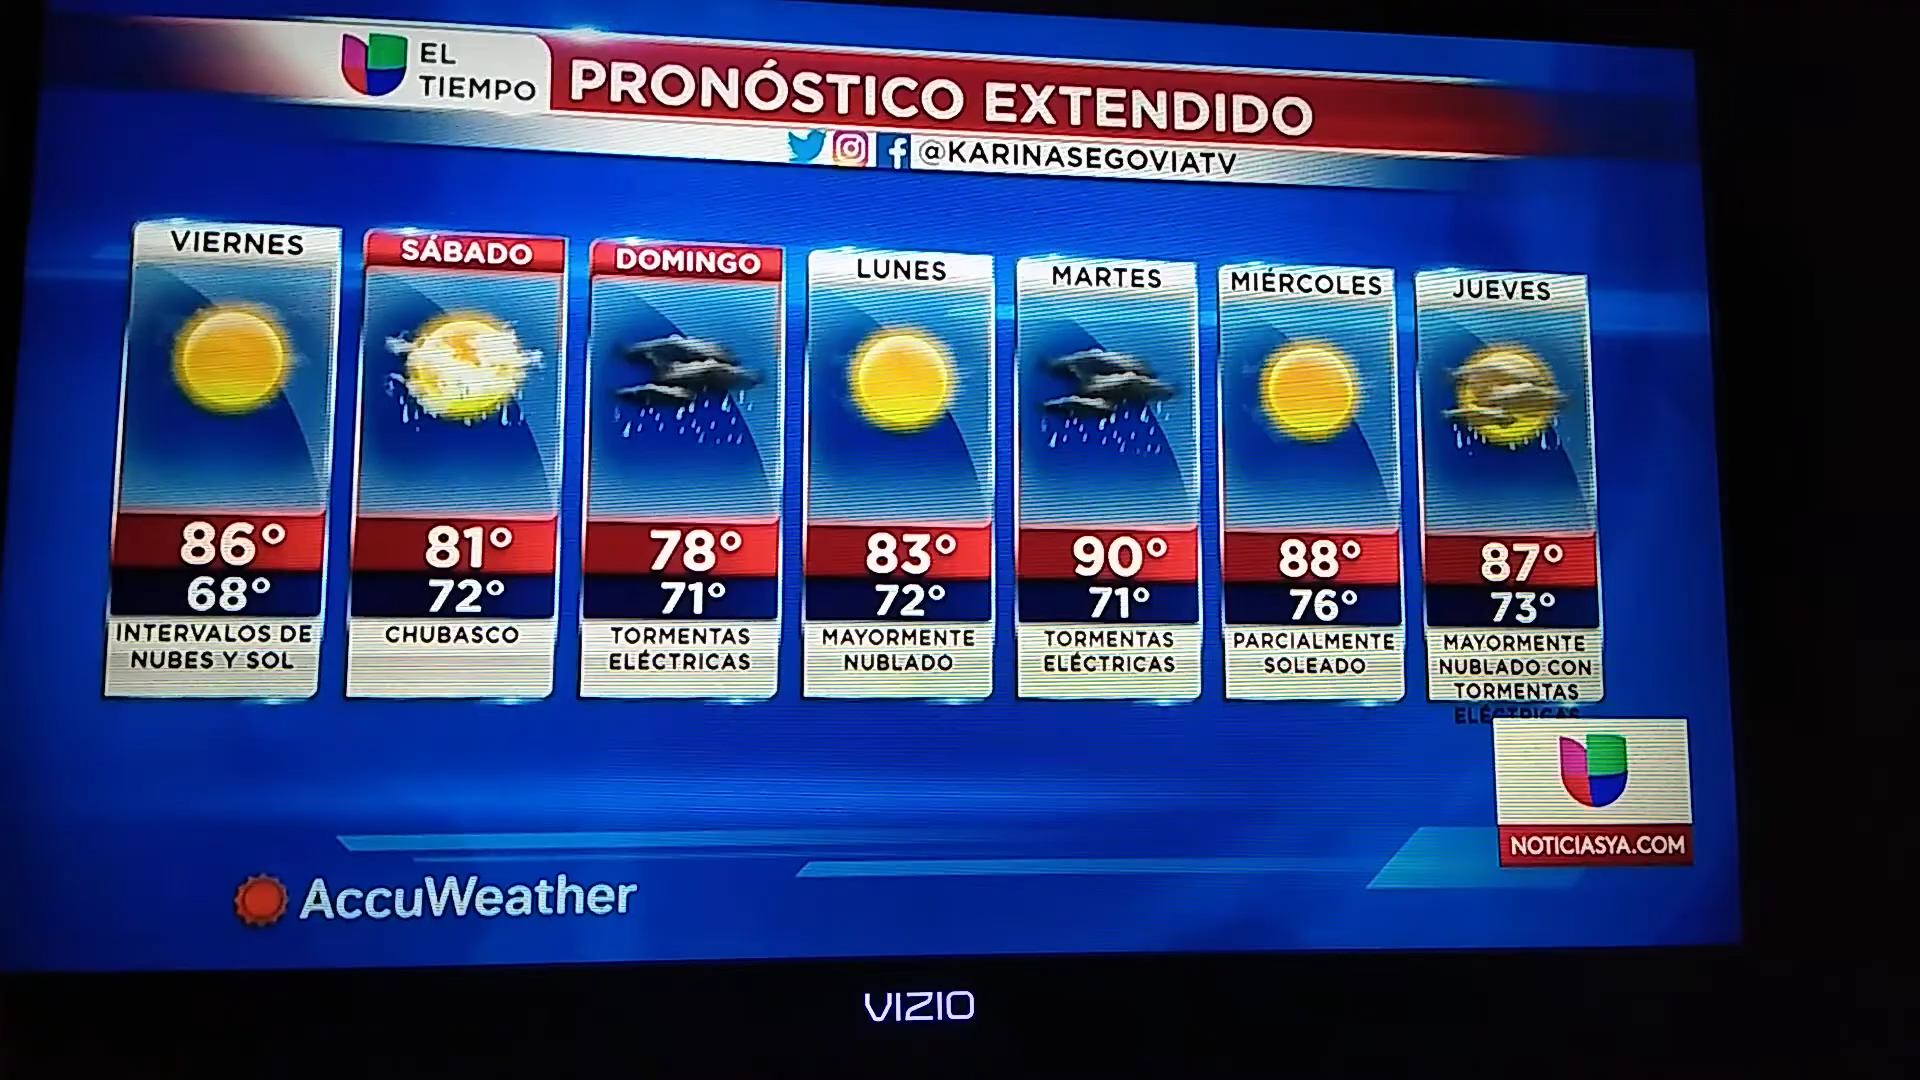 EL
TIEMPO
PRONÓSTICO EXTENDIDO
@KARINASEGOVIATV
VIERNES
86°
68°
INTERVALOS DE
NUBES Y SOL
SÁBADO
81°
72°
CHUBASCO
DOMINGO
78°
71°
TORMENTAS
ELÉCTRICAS
LUNES
83°
72°
MAYORMENTE
NUBLADO
MARTES
90°
71°
TORMENTAS
ELÉCTRICAS
MIÉRCOLES
88°
76°
PARCIALMENTE
SOLEADO
JUEVES
87°
73°
MAYORMENTE
NUBLADO CON
TORMENTAS
ELÉCTRICAS
NOTICIASYA.COM
AccuWeather
VIZIO